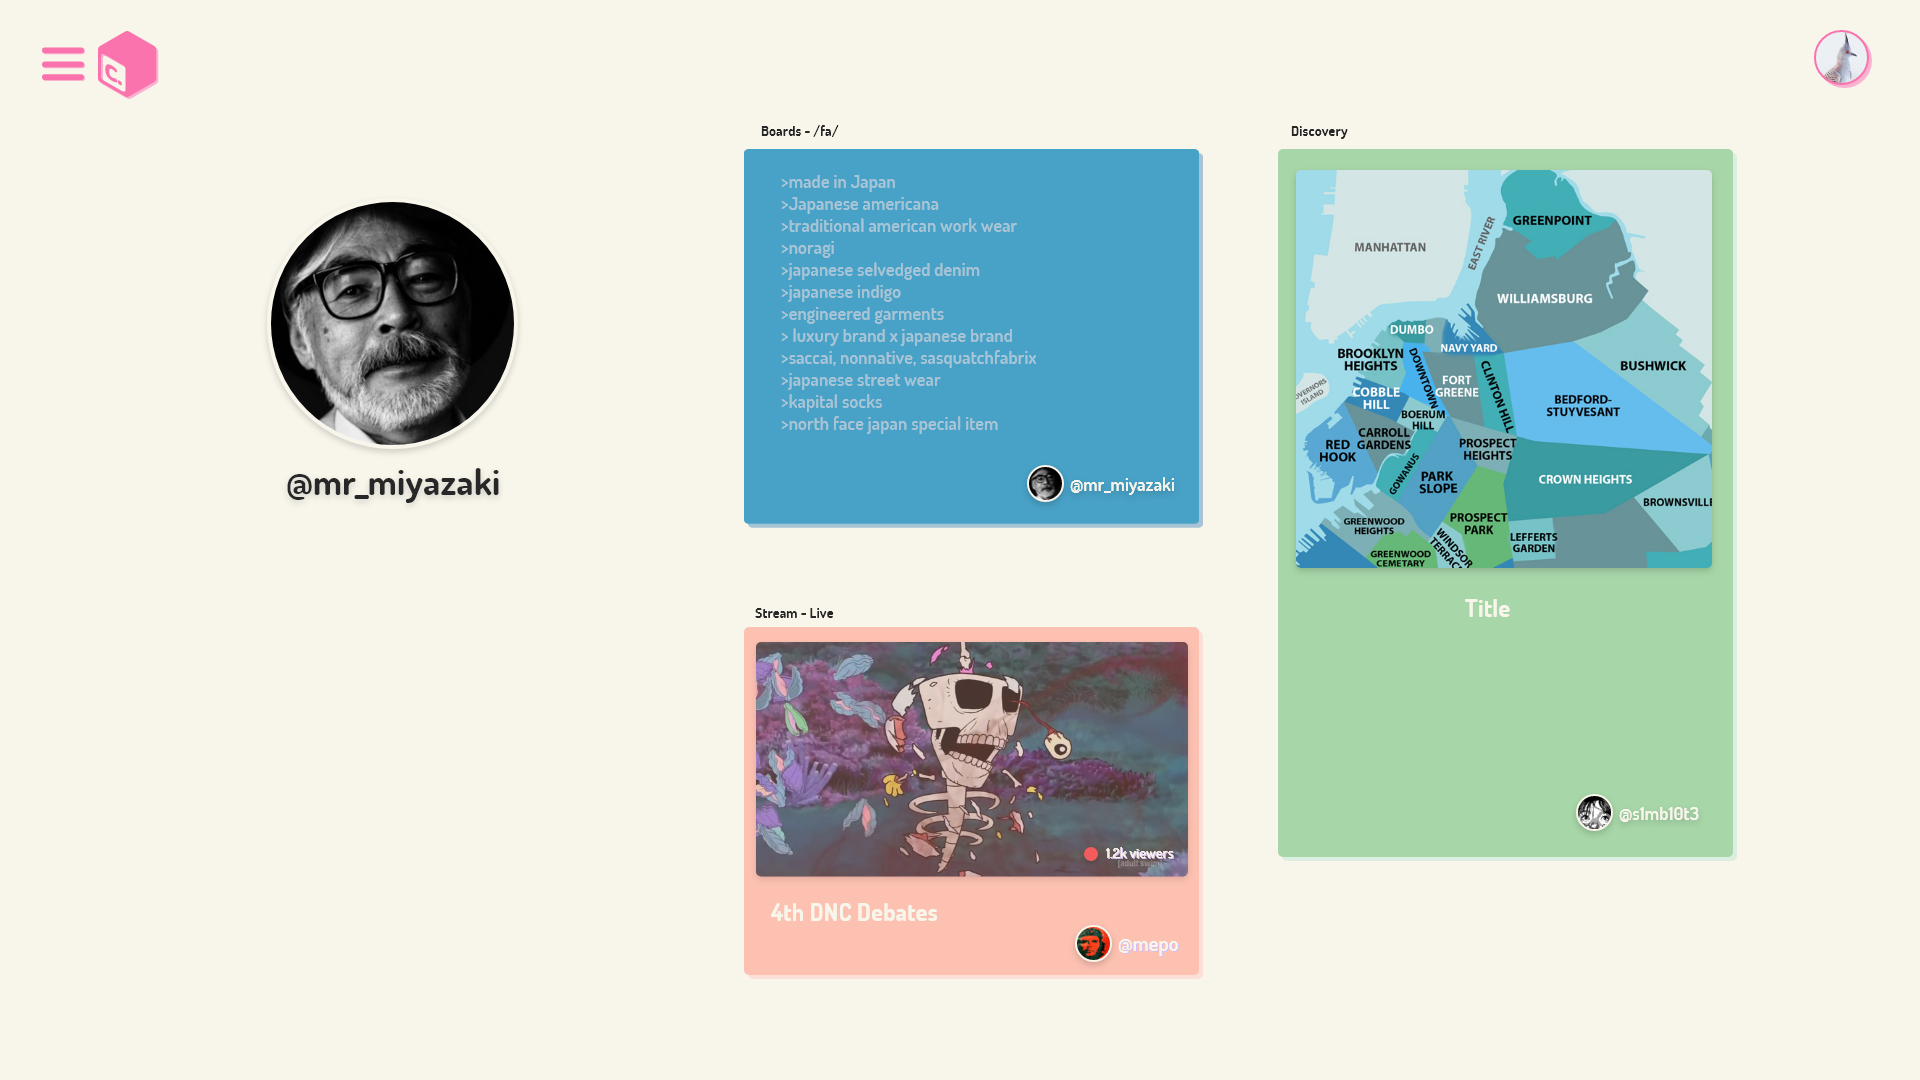 c.
@mr_miyazaki
Boards - /fa/
>made in Japan
>Japanese americana
>traditional american work wear
>noragi
>japanese selvedged denim
>japanese indigo
>engineered garments
> luxury brand x japanese brand
>saccai, nonnative, sasquatchfabrix
>japanese street wear
>kapital socks
>north face japan special item
@mr_miyazaki
Stream - Live
1.2k viewers
[adult swim]
4th DNC Debates
@mepo
Discovery
MANHATTAN
EAST RIVER
GREENPOINT
WILLIAMSBURG
DUMBO
NAVY YARD
BROOKLYN
HEIGHTS
DOWNTOWN
FORT
GREENE
CLINTON HILL
BUSHWICK
ISLAND
COBBLE
HILL
BOERUM
HILL
BEDFORD-
STUYVESANT
RED
HOOK
CARROLL
GARDENS
GOWANUS
PARK
SLOPE
PROSPECT
HEIGHTS
CROWN HEIGHTS
BROWNSVILLE
GREENWOOD
HEIGHTS
PROSPECT
PARK
GREENWOOD
CEMETARY
WINDSOR
TERRAC
LEFFERTS
GARDEN
Title
@s1mb10t3